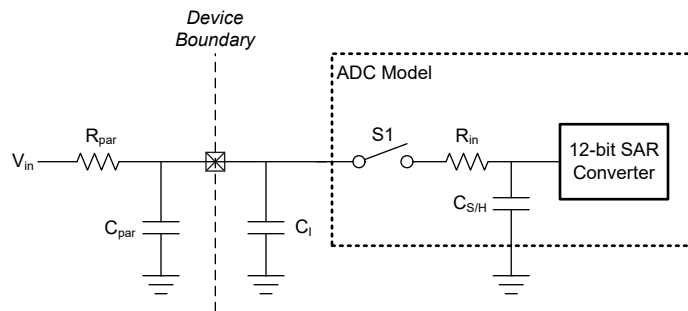 Device
Boundary
ADC Model
R_par
S1
R_in
V_in
12-bit SAR
Converter
C_par
C_I
C_S/H